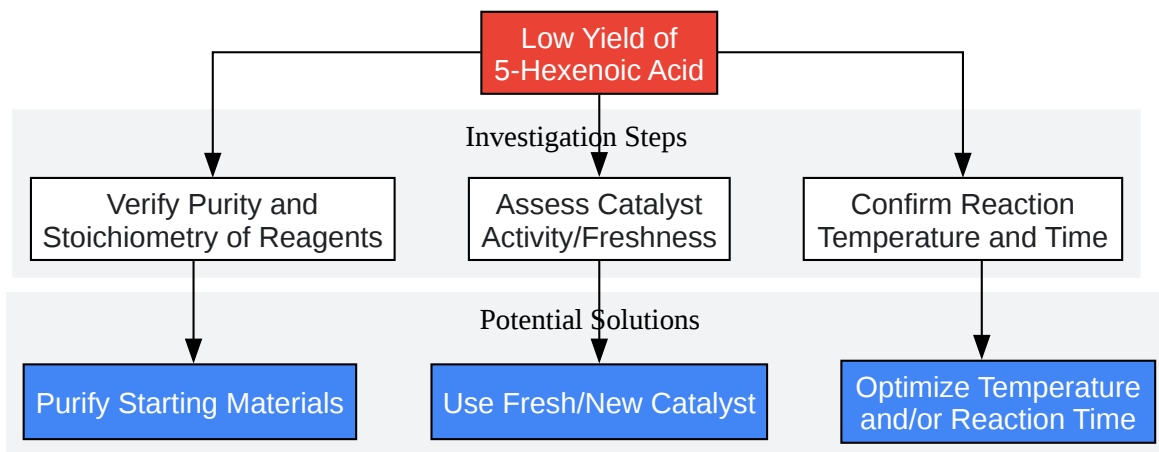 Low Yield of
5-Hexenoic Acid
Investigation Steps
Verify Purity and
Stoichiometry of Reagents
Assess Catalyst
Activity/Freshness
Confirm Reaction
Temperature and Time
Potential Solutions
Purify Starting Materials
Use Fresh/New Catalyst
Optimize Temperature
and/or Reaction Time